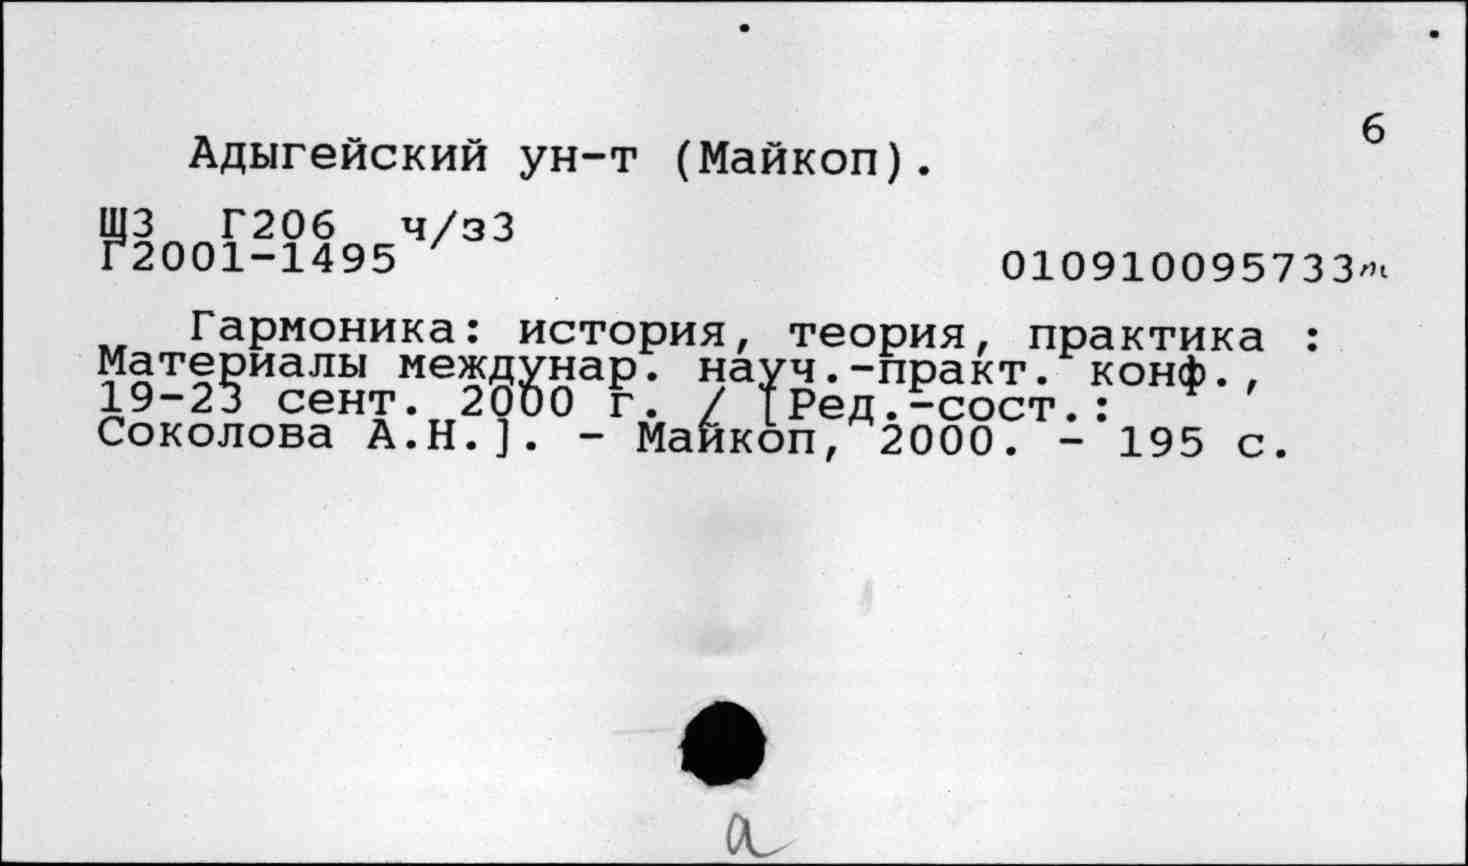 6
Адыгейский ун-т (Майкоп).
Щ3 Г206 ч/з3
Г2001-1495
010910095733
Гармоника: история, теория, практика :
Материалы междунар. науч.-практ. конф.,
19-23 сент. 2000 г. / [Ред.-сост.:
Соколова А.Н.]. - Майкоп, 2000. - 195 с.
а